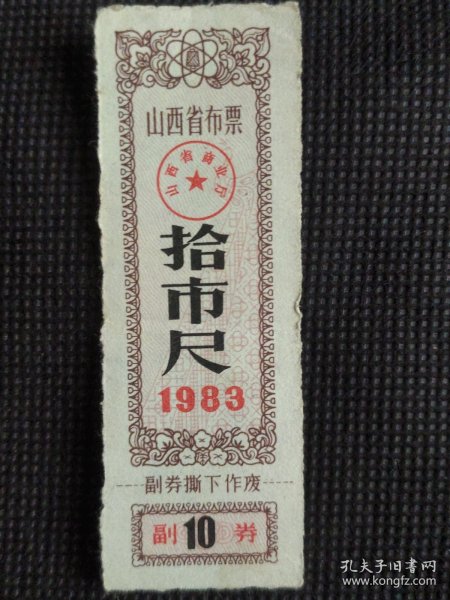 山西省布票
山西省商业厅
拾市尺
1983
副券撕下作废
副10券
孔夫子旧书网
www.kongfz.com